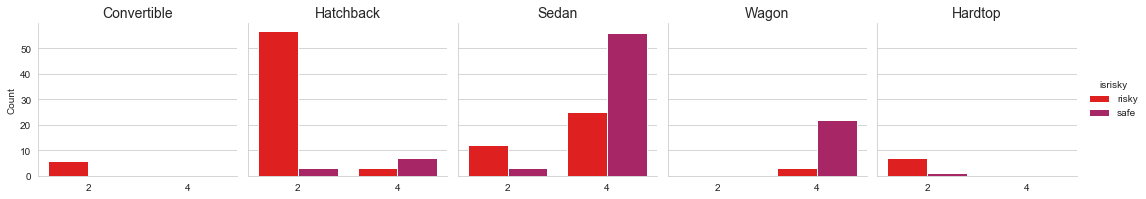 Convertible Hatchback Sedan Wagon Hardtop
Count
50
40
30
20
10
0
2 4 2 4 2 4 2 4 2 4
isrisky
risky
safe